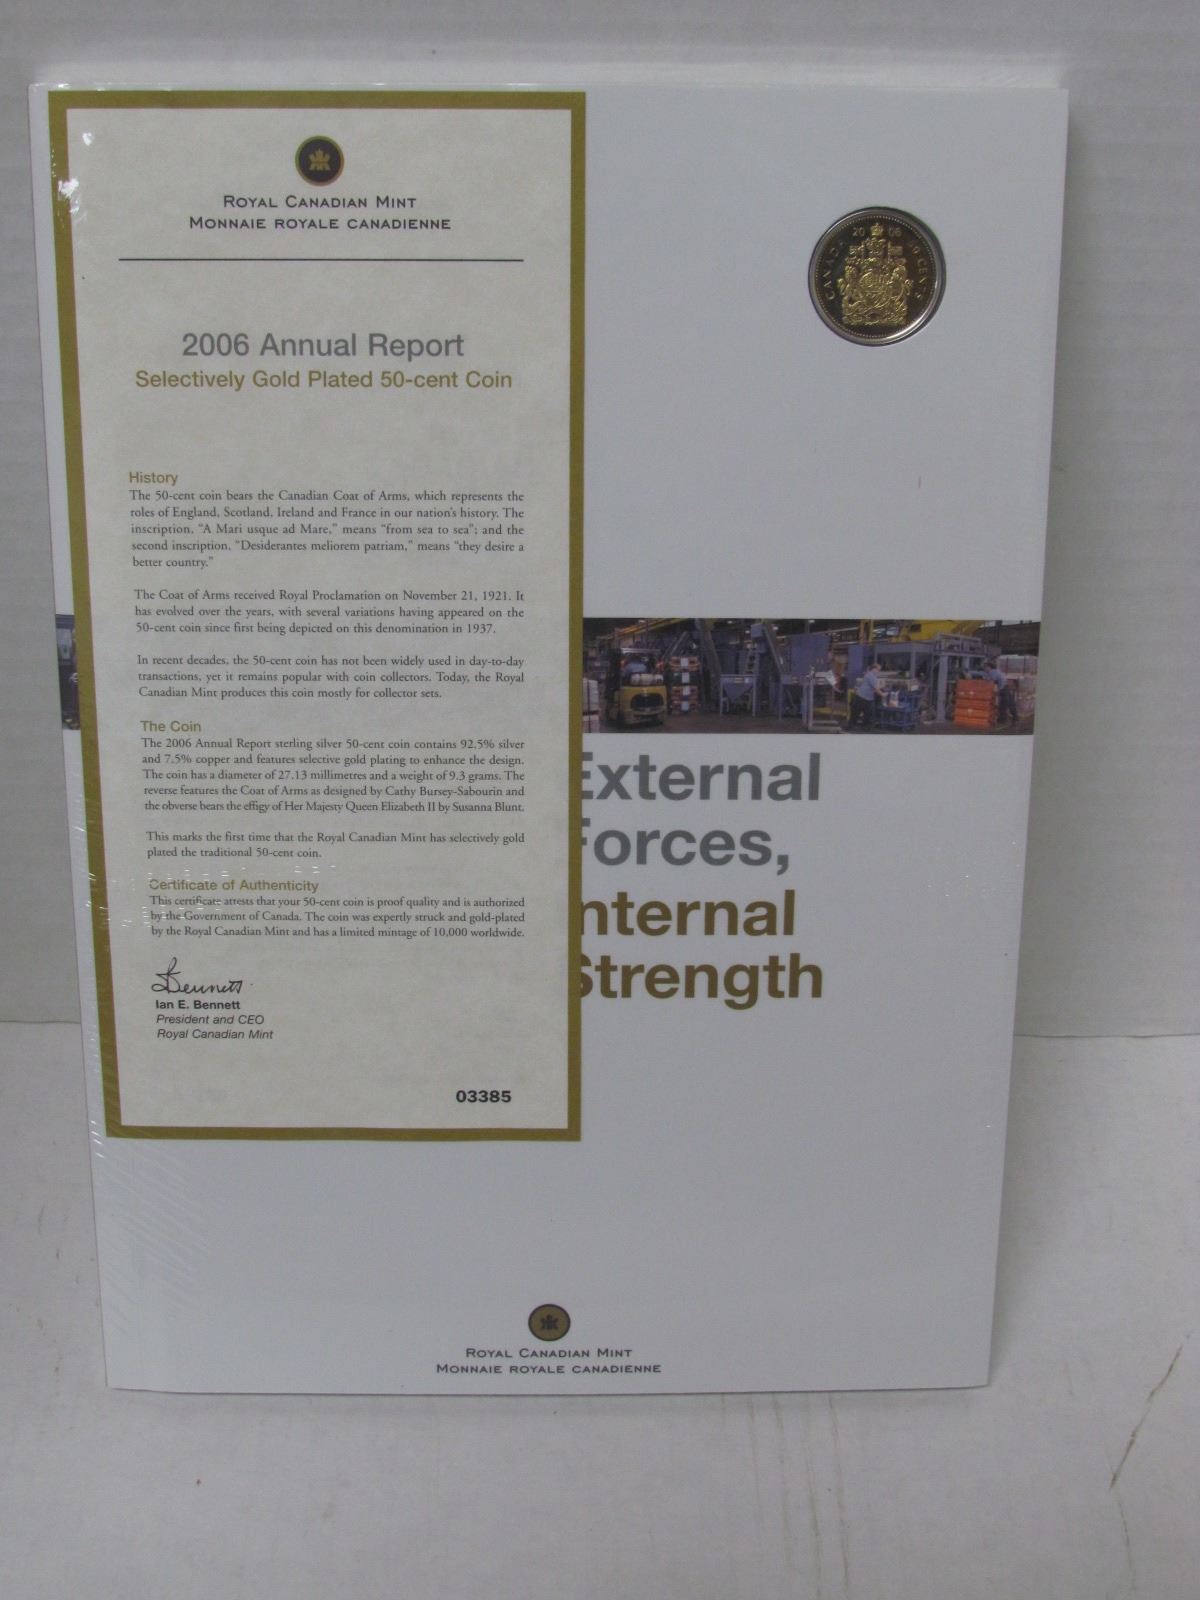 ROYAL CANADIAN MINT
MONNAIE ROYALE CANADIENNE
2006 Annual Report
Selectively Gold Plated 50-cent Coin
History
The 50-cent coin bears the Canadian Coat of Arms, which represents the
roles of England, Scotland, Ireland and France in our nation's history. The
inscription, "A Mari usque ad Mare," means "from sea to sea"; and the
second inscription, "Desiderantes meliorem patriam," means "they desire a
better country."
The Coat of Arms received Royal Proclamation on November 21, 1921. It
has evolved over the years, with several variations having appeared on the
50-cent coin since first being depicted on this denomination in 1937.
In recent decades, the 50-cent coin has not been widely used in day-to-day
transactions, yet it remains popular with coin collectors. Today, the Royal
Canadian Mint produces this coin mostly for collector sets.
The Coin
The 2006 Annual Report sterling silver 50-cent coin contains 92.5% silver
and 7.5% copper and features selective gold plating to enhance the design.
The coin has a diameter of 27.13 millimetres and a weight of 9.3 grams. The
reverse features the Coat of Arms as designed by Cathy Bursey-Sabourin and
the obverse bears the effigy of Her Majesty Queen Elizabeth II by Susanna Blunt.
This marks the first time that the Royal Canadian Mint has selectively gold
plated the traditional 50-cent coin.
Certificate of Authenticity
This certificate attests that your 50-cent coin is proof quality and is authorized
by the Government of Canada. The coin was expertly struck and gold-plated
by the Royal Canadian Mint and has a limited mintage of 10,000 worldwide.
Bennett
Ian E. Bennett
President and CEO
Royal Canadian Mint
03385
CANADA 20 06 50 CENTS
External
Forces,
Internal
Strength
ROYAL CANADIAN MINT
MONNAIE ROYALE CANADIENNE